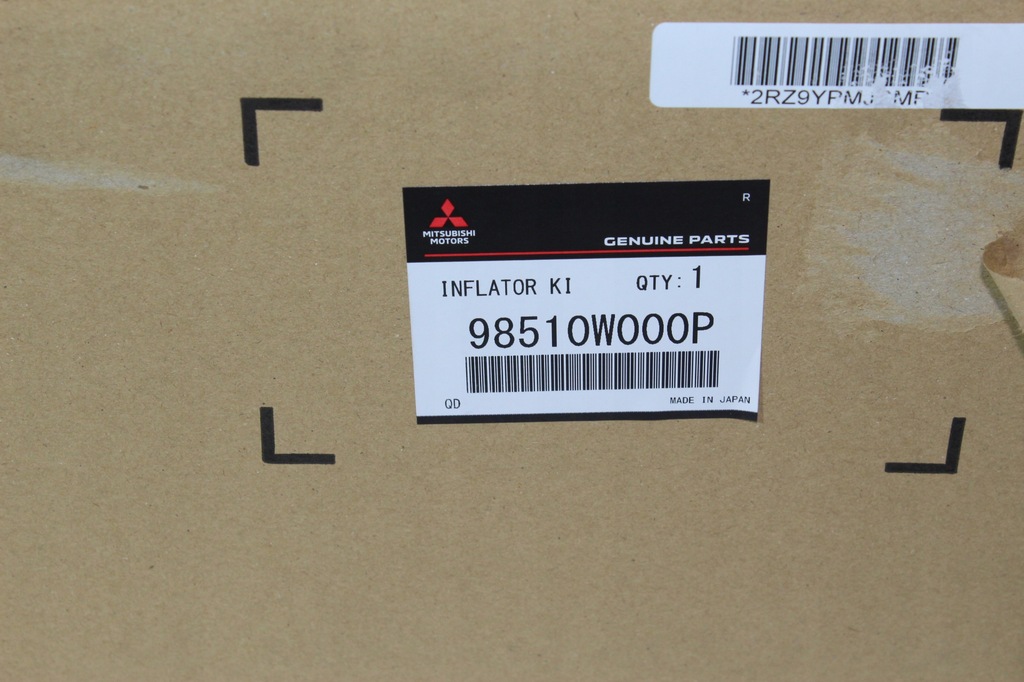 R
MITSUBISHI
MOTORS
GENUINE PARTS
INFLATOR KI QTY: 1
98510W000P
QD MADE IN JAPAN